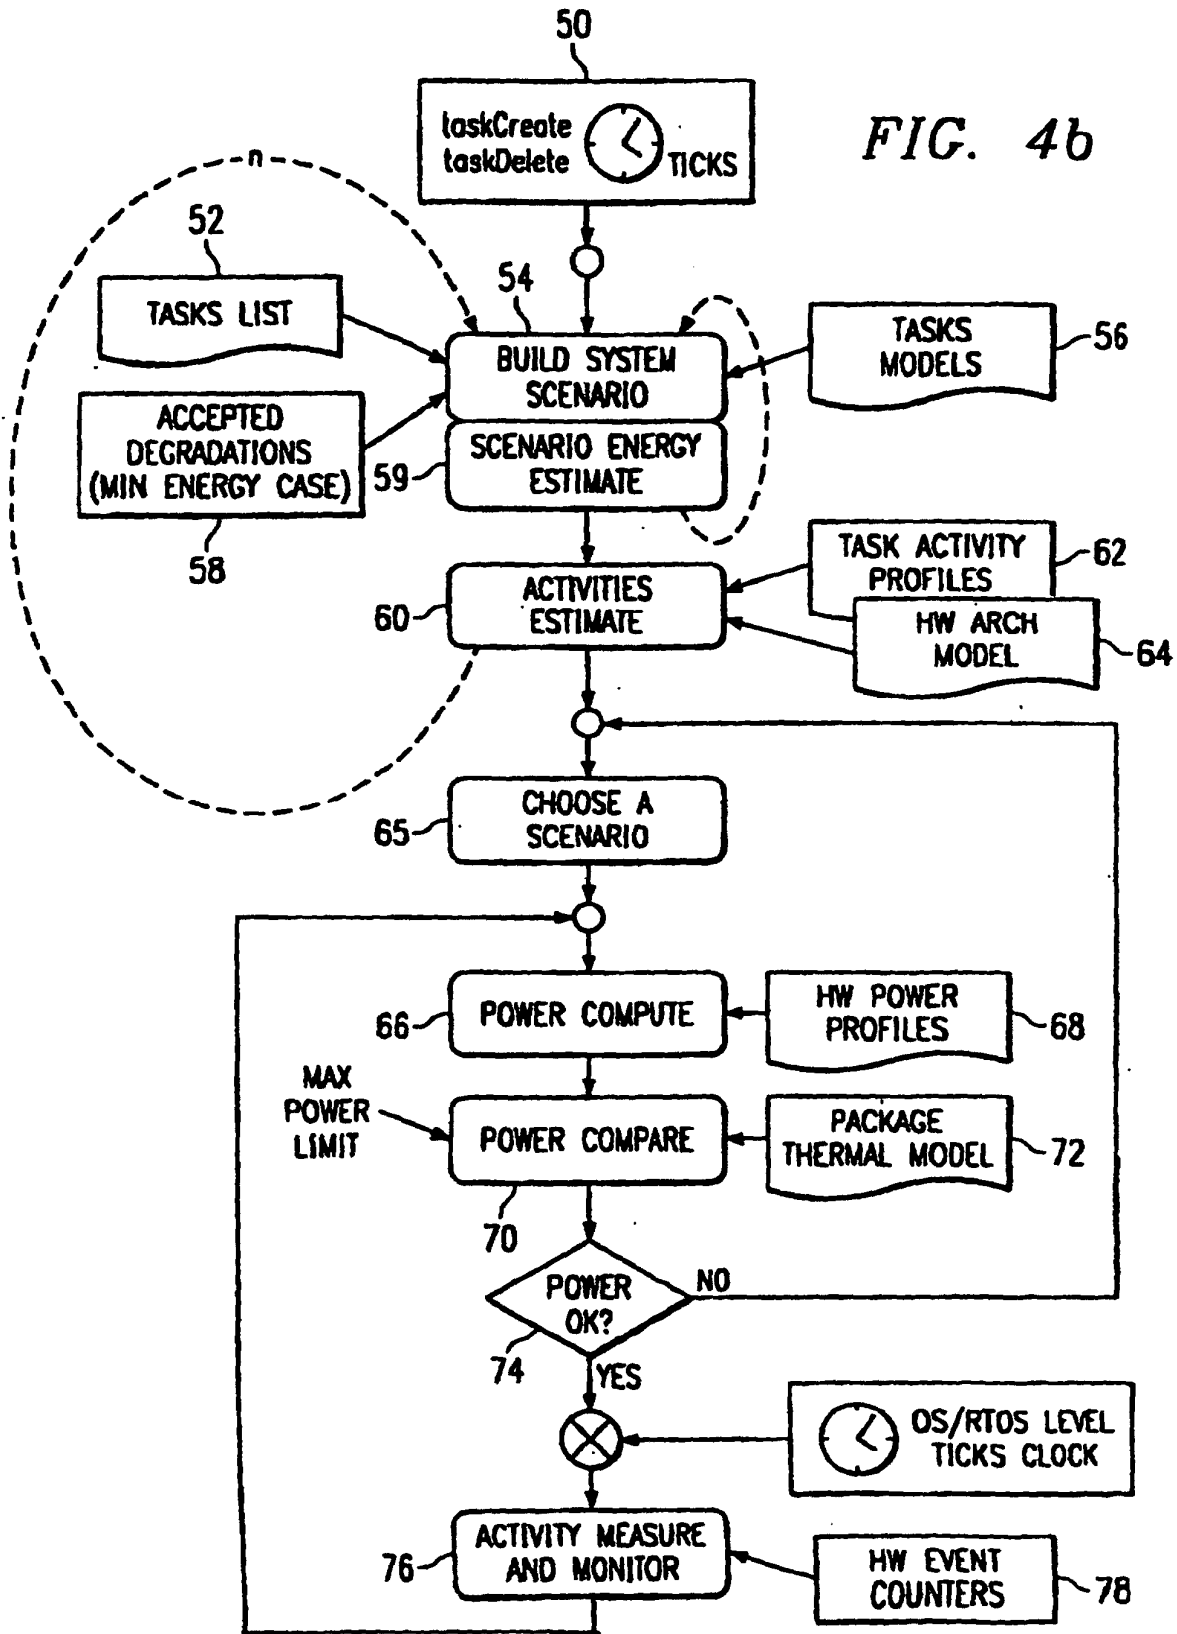 50
taskCreate
taskDelete
TICKS
FIG. 4b
n
52
TASKS LIST
54
BUILD SYSTEM
SCENARIO
TASKS
MODELS
56
ACCEPTED
DEGRADATIONS
(MIN ENERGY CASE)
58
59
SCENARIO ENERGY
ESTIMATE
60
ACTIVITIES
ESTIMATE
TASK ACTIVITY
PROFILES
62
HW ARCH
MODEL
64
65
CHOOSE A
SCENARIO
66
POWER COMPUTE
HW POWER
PROFILES
68
MAX
POWER
LIMIT
POWER COMPARE
70
PACKAGE
THERMAL MODEL
72
POWER
OK?
NO
74
YES
OS/RTOS LEVEL
TICKS CLOCK
76
ACTIVITY MEASURE
AND MONITOR
HW EVENT
COUNTERS
78